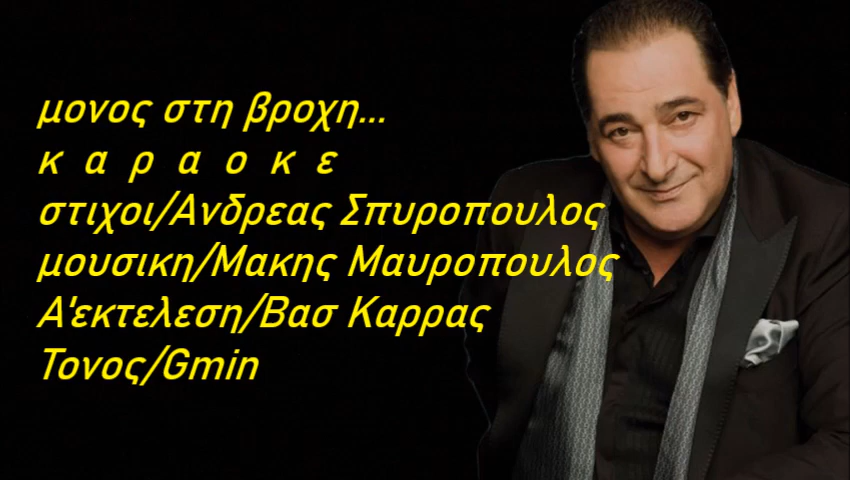 μονος στη βροχη...
κ α ρ α ο κ ε
στιχοι/Ανδρεας Σπυροπουλος
μουσικη/Μακης Μαυροπουλος
Α'εκτελεση/Βασ Καρρας
Τονος/Gmin